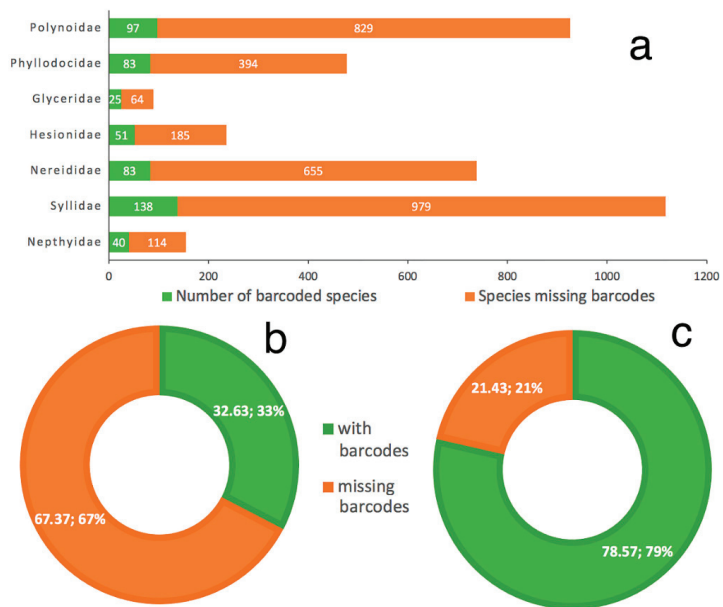 a
Polynoidae 97 829
Phyllodocidae 83 394
Glyceridae 25 64
Hesionidae 51 185
Nereididae 83 655
Syllidae 138 979
Nepthyidae 40 114
0 200 400 600 800 1000 1200
Number of barcoded species Species missing barcodes
b
32.63; 33%
67.37; 67%
with
barcodes
missing
barcodes
c
21.43; 21%
78.57; 79%